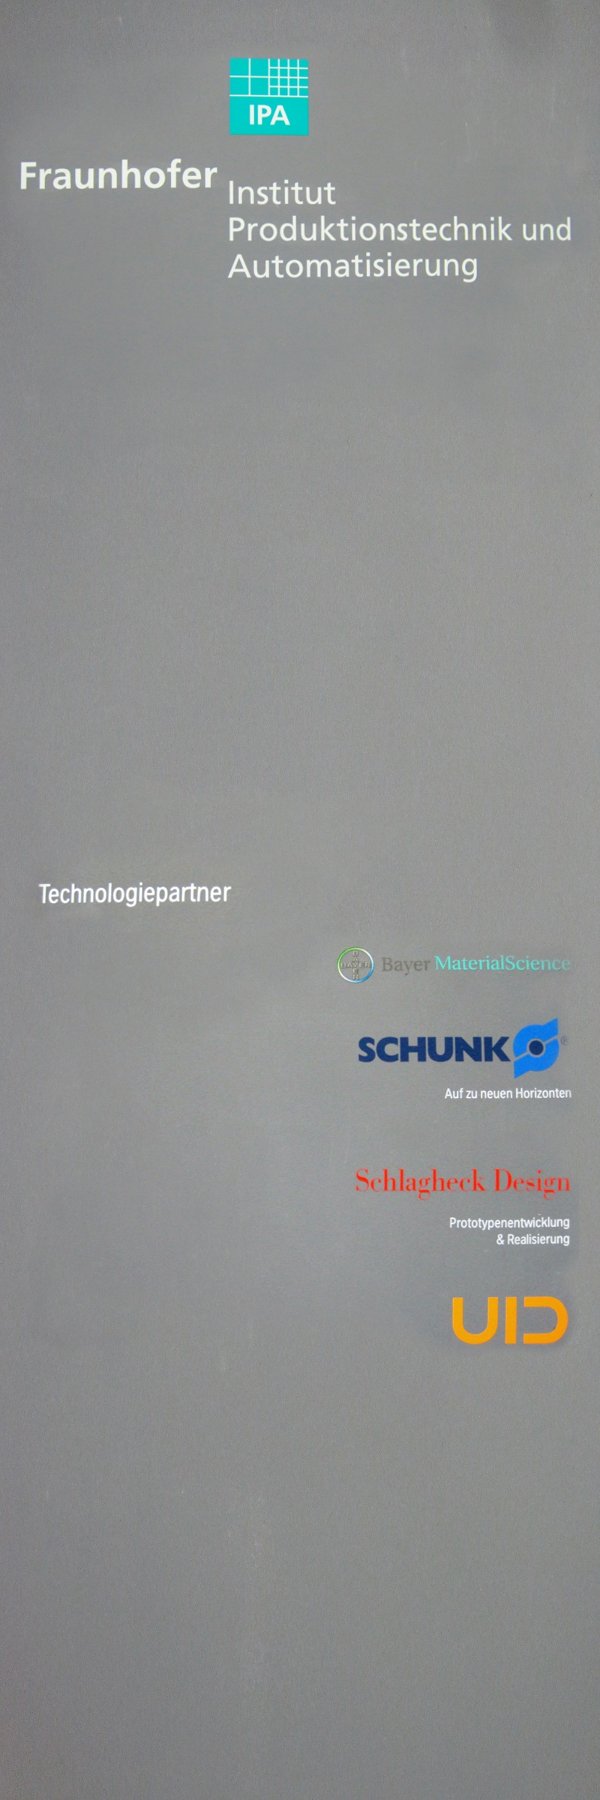 IPA
Fraunhofer
Institut
Produktionstechnik und
Automatisierung
Technologiepartner
BAYER
Bayer MaterialScience
SCHUNK ®
Auf zu neuen Horizonten
Schlagheck Design
Prototypenentwicklung
& Realisierung
UID